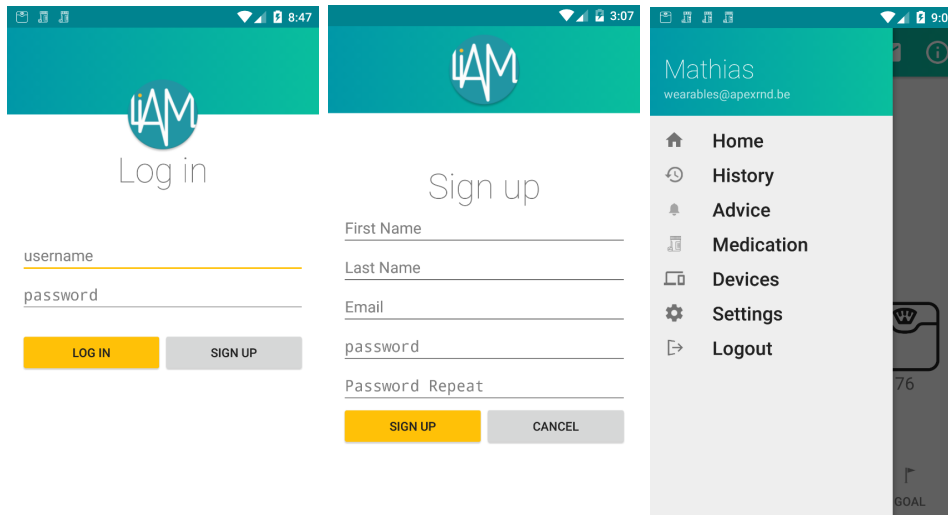 8:47
liAM
Log in
username
password
LOG IN
SIGN UP
3:07
liAM
Sign up
First Name
Last Name
Email
password
Password Repeat
SIGN UP
CANCEL
9:0
Mathias
wearables@apexrnd.be
Home
History
Advice
Medication
Devices
Settings
Logout
76
GOAL